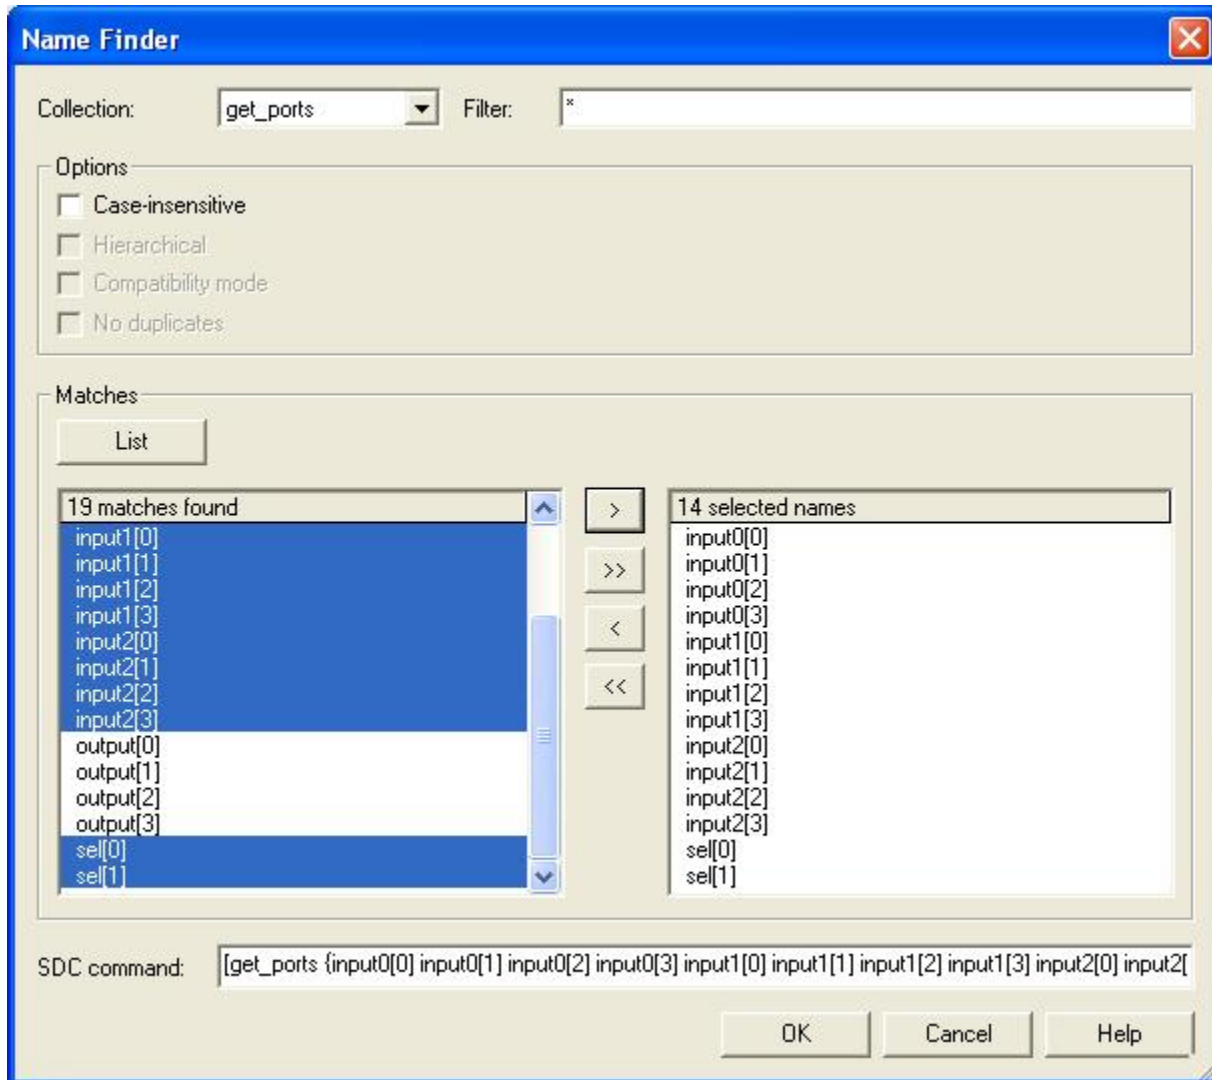 Name Finder
Collection: get_ports Filter: *
Options
Case-insensitive
Hierarchical
Compatibility mode
No duplicates
Matches
List
19 matches found
input1[0]
input1[1]
input1[2]
input1[3]
input2[0]
input2[1]
input2[2]
input2[3]
output[0]
output[1]
output[2]
output[3]
sel[0]
sel[1]
>
>>
<
<<
14 selected names
input0[0]
input0[1]
input0[2]
input0[3]
input1[0]
input1[1]
input1[2]
input1[3]
input2[0]
input2[1]
input2[2]
input2[3]
sel[0]
sel[1]
SDC command: [get_ports {input0[0] input0[1] input0[2] input0[3] input1[0] input1[1] input1[2] input1[3] input2[0] input2[
OK Cancel Help